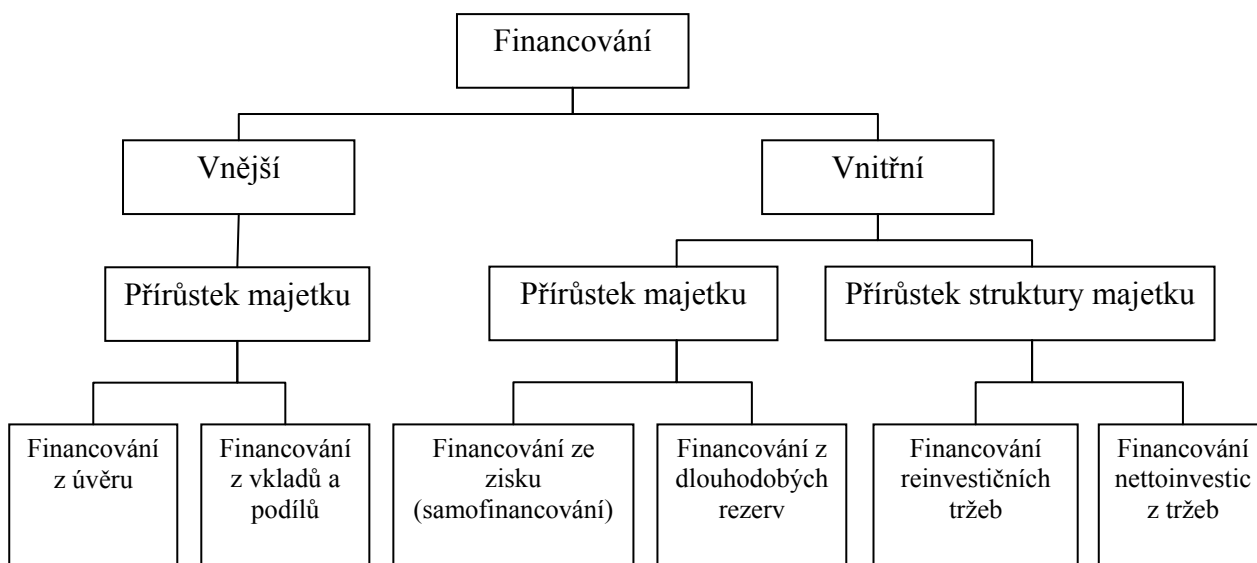 Financování
Vnější
Vnitřní
Přírůstek majetku
Přírůstek majetku
Přírůstek struktury majetku
Financování
z úvěru
Financování
z vkladů a
podílů
Financování ze
zisku
(samofinancování)
Financování z
dlouhodobých
rezerv
Financování
reinvestičních
tržeb
Financování
nettoinvestic
z tržeb